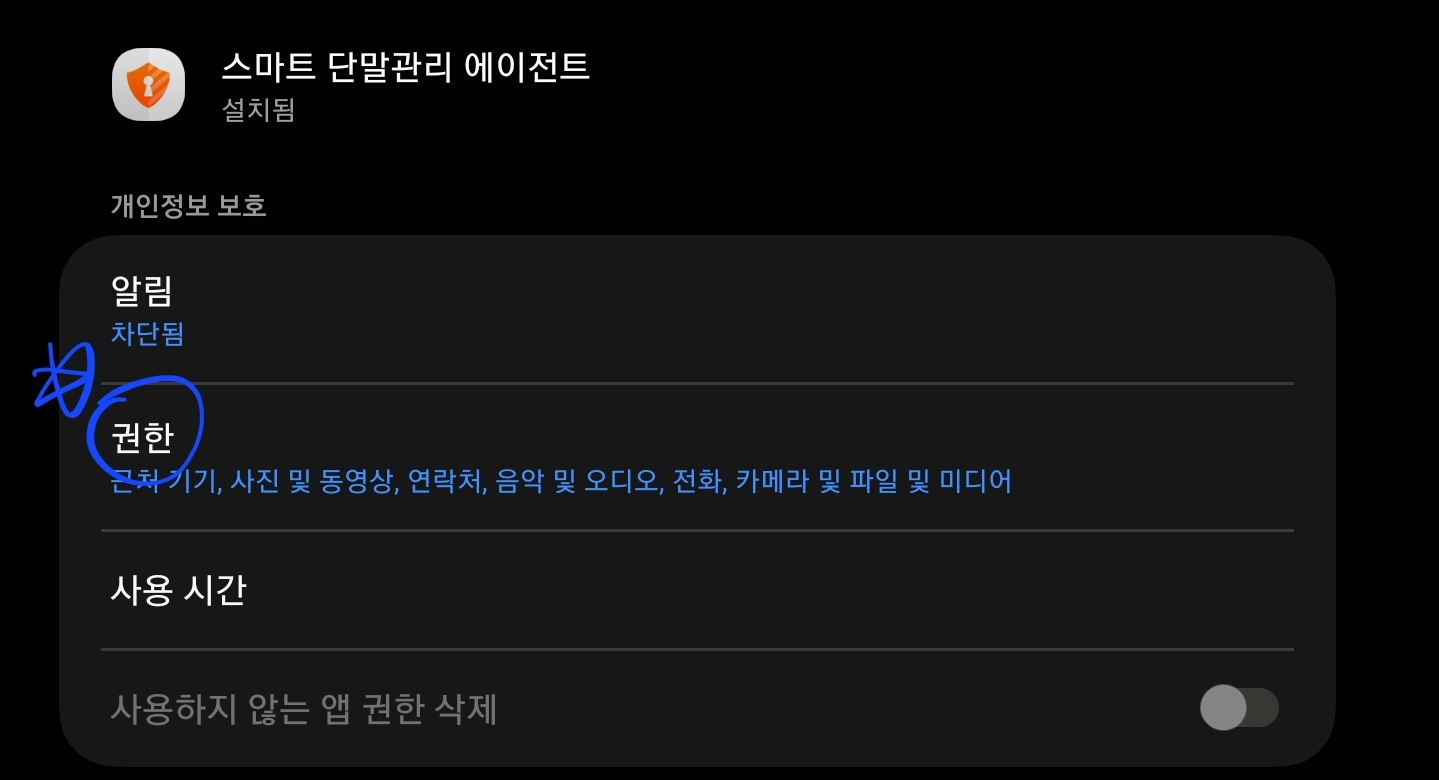 스마트 단말관리 에이전트
설치됨
개인정보 보호
알림
차단됨
권한
근처 기기, 사진 및 동영상, 연락처, 음악 및 오디오, 전화, 카메라 및 파일 및 미디어
사용 시간
사용하지 않는 앱 권한 삭제